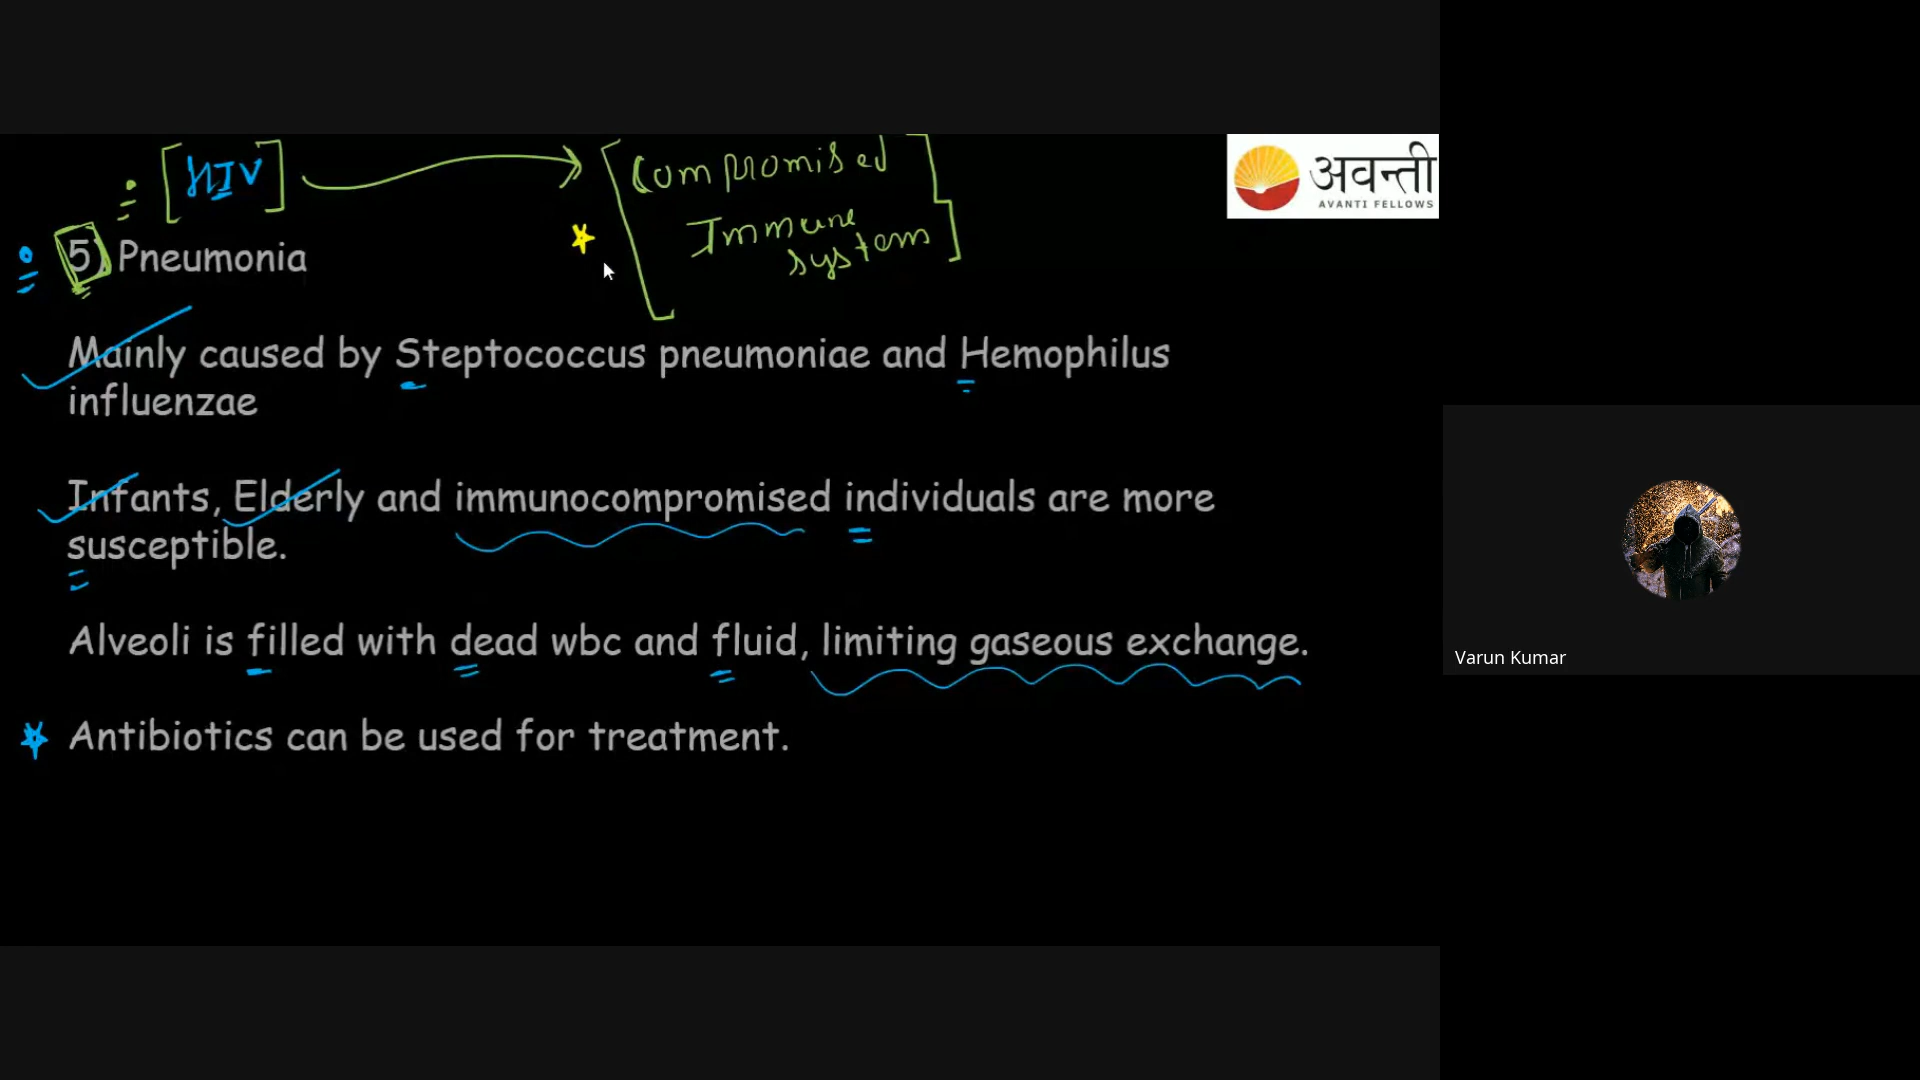 [HIV]
Compromised
Immune
system
अवन्ती
AVANTI FELLOWS
5) Pneumonia
Mainly caused by Steptococcus pneumoniae and Hemophilus
influenzae
Infants, Elderly and immunocompromised individuals are more
susceptible.
Alveoli is filled with dead wbc and fluid, limiting gaseous exchange.
Antibiotics can be used for treatment.
Varun Kumar